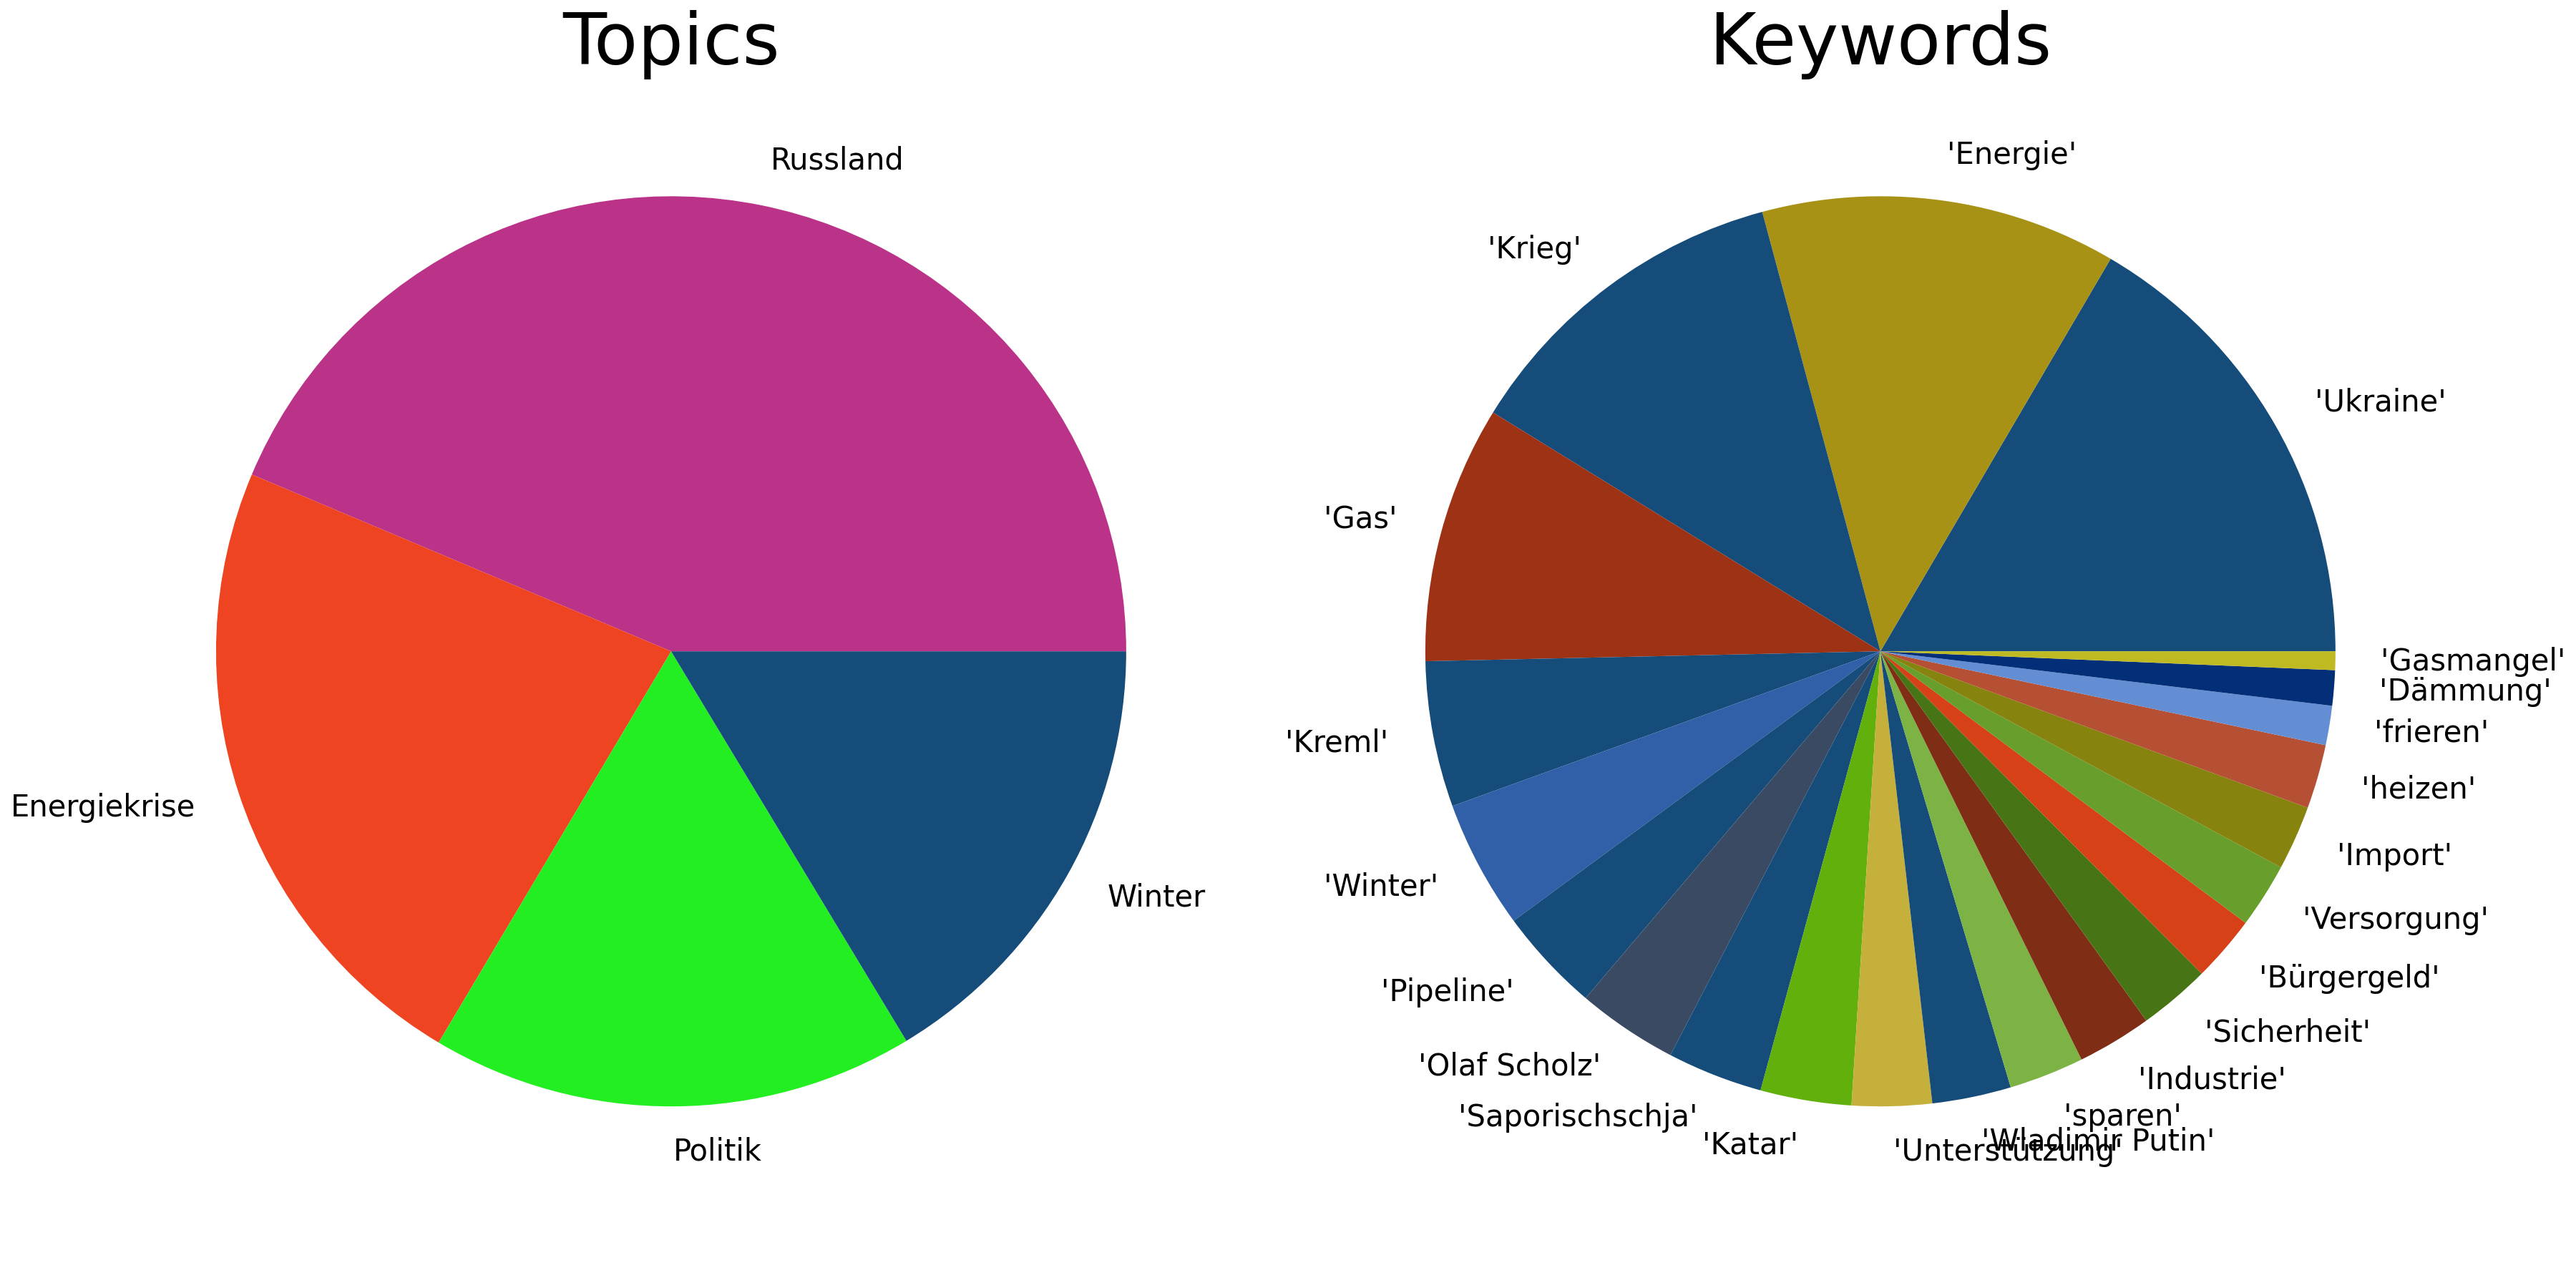 Topics
Russland
Energiekrise
Politik
Winter
Keywords
'Ukraine'
'Energie'
'Krieg'
'Gas'
'Kreml'
'Winter'
'Pipeline'
'Olaf Scholz'
'Saporischschja'
'Katar'
'Unterstützung'
'Wladimir Putin'
'sparen'
'Industrie'
'Sicherheit'
'Bürgergeld'
'Versorgung'
'Import'
'heizen'
'frieren'
'Dämmung'
'Gasmangel'